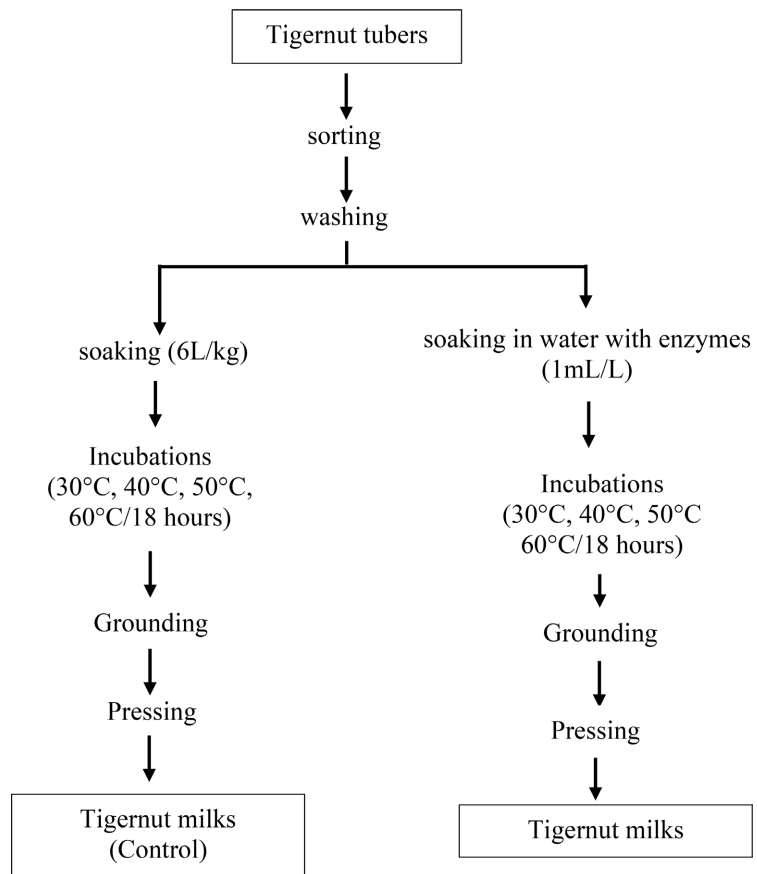 Tigernut tubers
sorting
washing
soaking (6L/kg)
Incubations
(30°C, 40°C, 50°C,
60°C/18 hours)
Grounding
Pressing
Tigernut milks
(Control)
soaking in water with enzymes
(1mL/L)
Incubations
(30°C, 40°C, 50°C
60°C/18 hours)
Grounding
Pressing
Tigernut milks